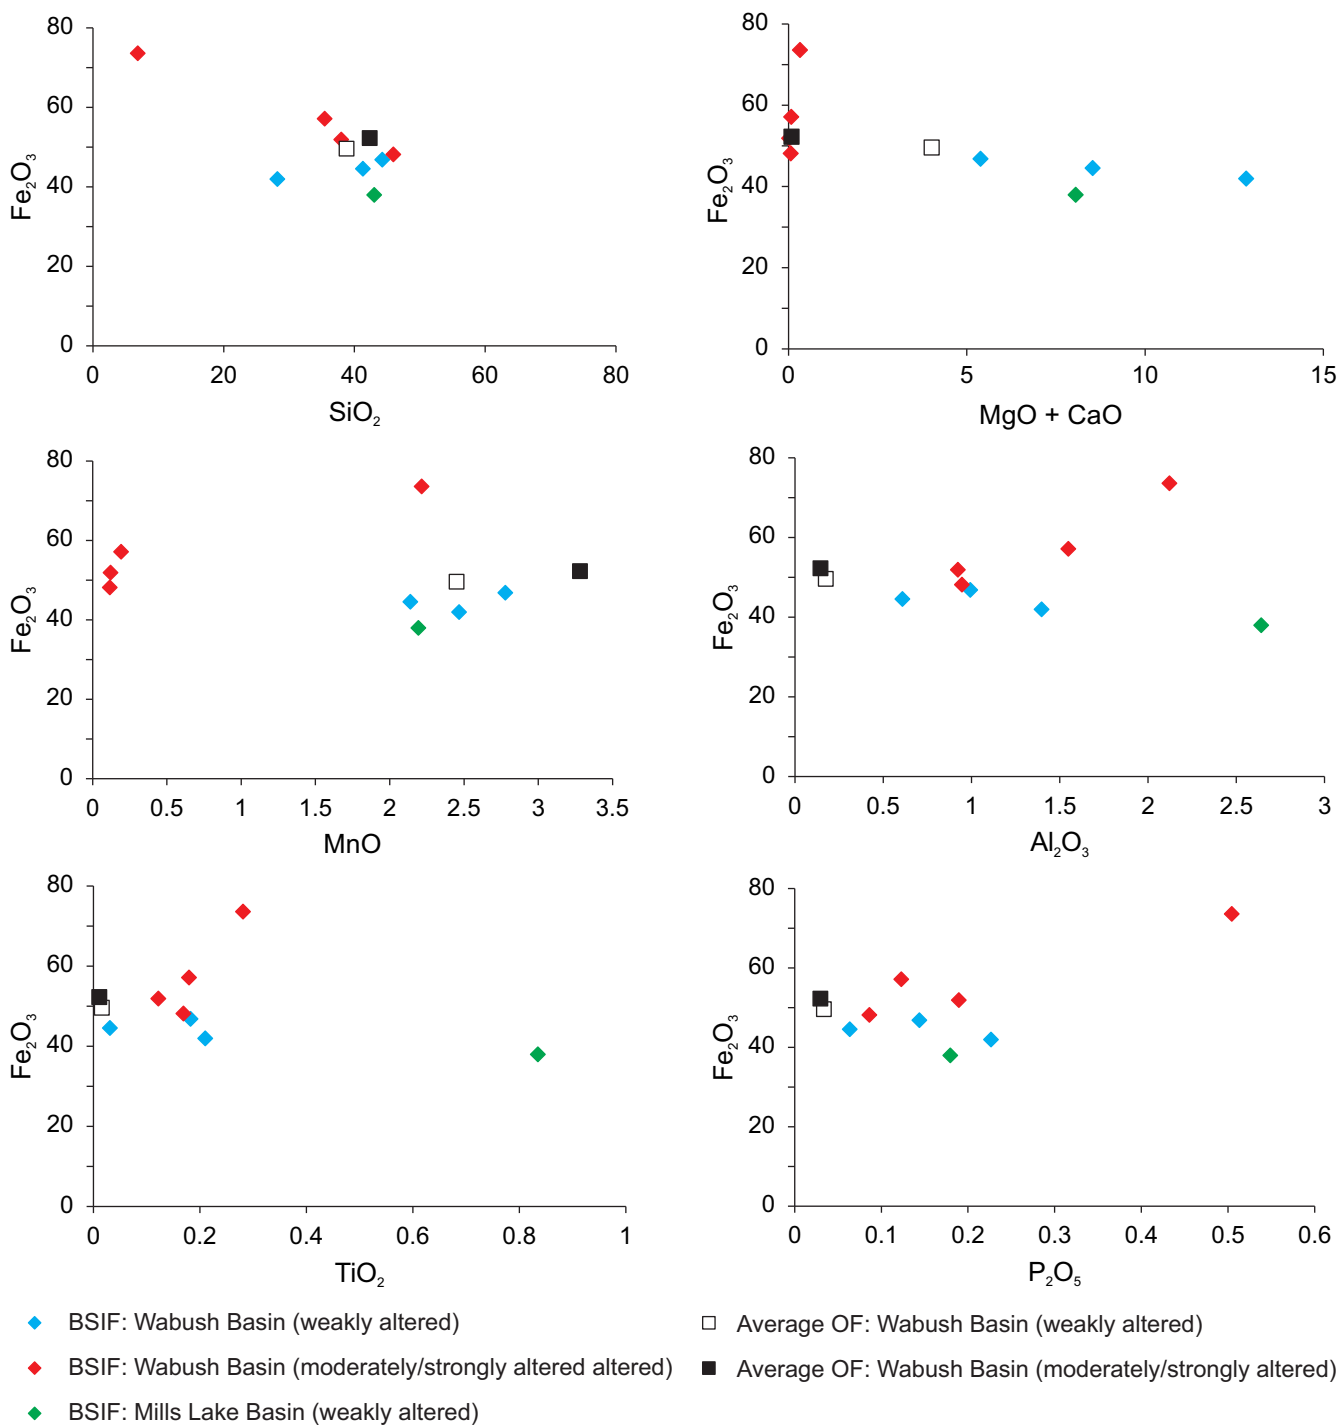 80
60
40
20
0
Fe₂O₃
0 20 40 60 80
SiO₂
80
60
40
20
0
Fe₂O₃
0 5 10 15
MgO + CaO
80
60
40
20
0
Fe₂O₃
0 0.5 1 1.5 2 2.5 3 3.5
MnO
80
60
40
20
0
Fe₂O₃
0 0.5 1 1.5 2 2.5 3
Al₂O₃
80
60
40
20
0
Fe₂O₃
0 0.2 0.4 0.6 0.8 1
TiO₂
80
60
40
20
0
Fe₂O₃
0 0.1 0.2 0.3 0.4 0.5 0.6
P₂O₅
BSIF: Wabush Basin (weakly altered)
BSIF: Wabush Basin (moderately/strongly altered altered)
BSIF: Mills Lake Basin (weakly altered)
Average OF: Wabush Basin (weakly altered)
Average OF: Wabush Basin (moderately/strongly altered)